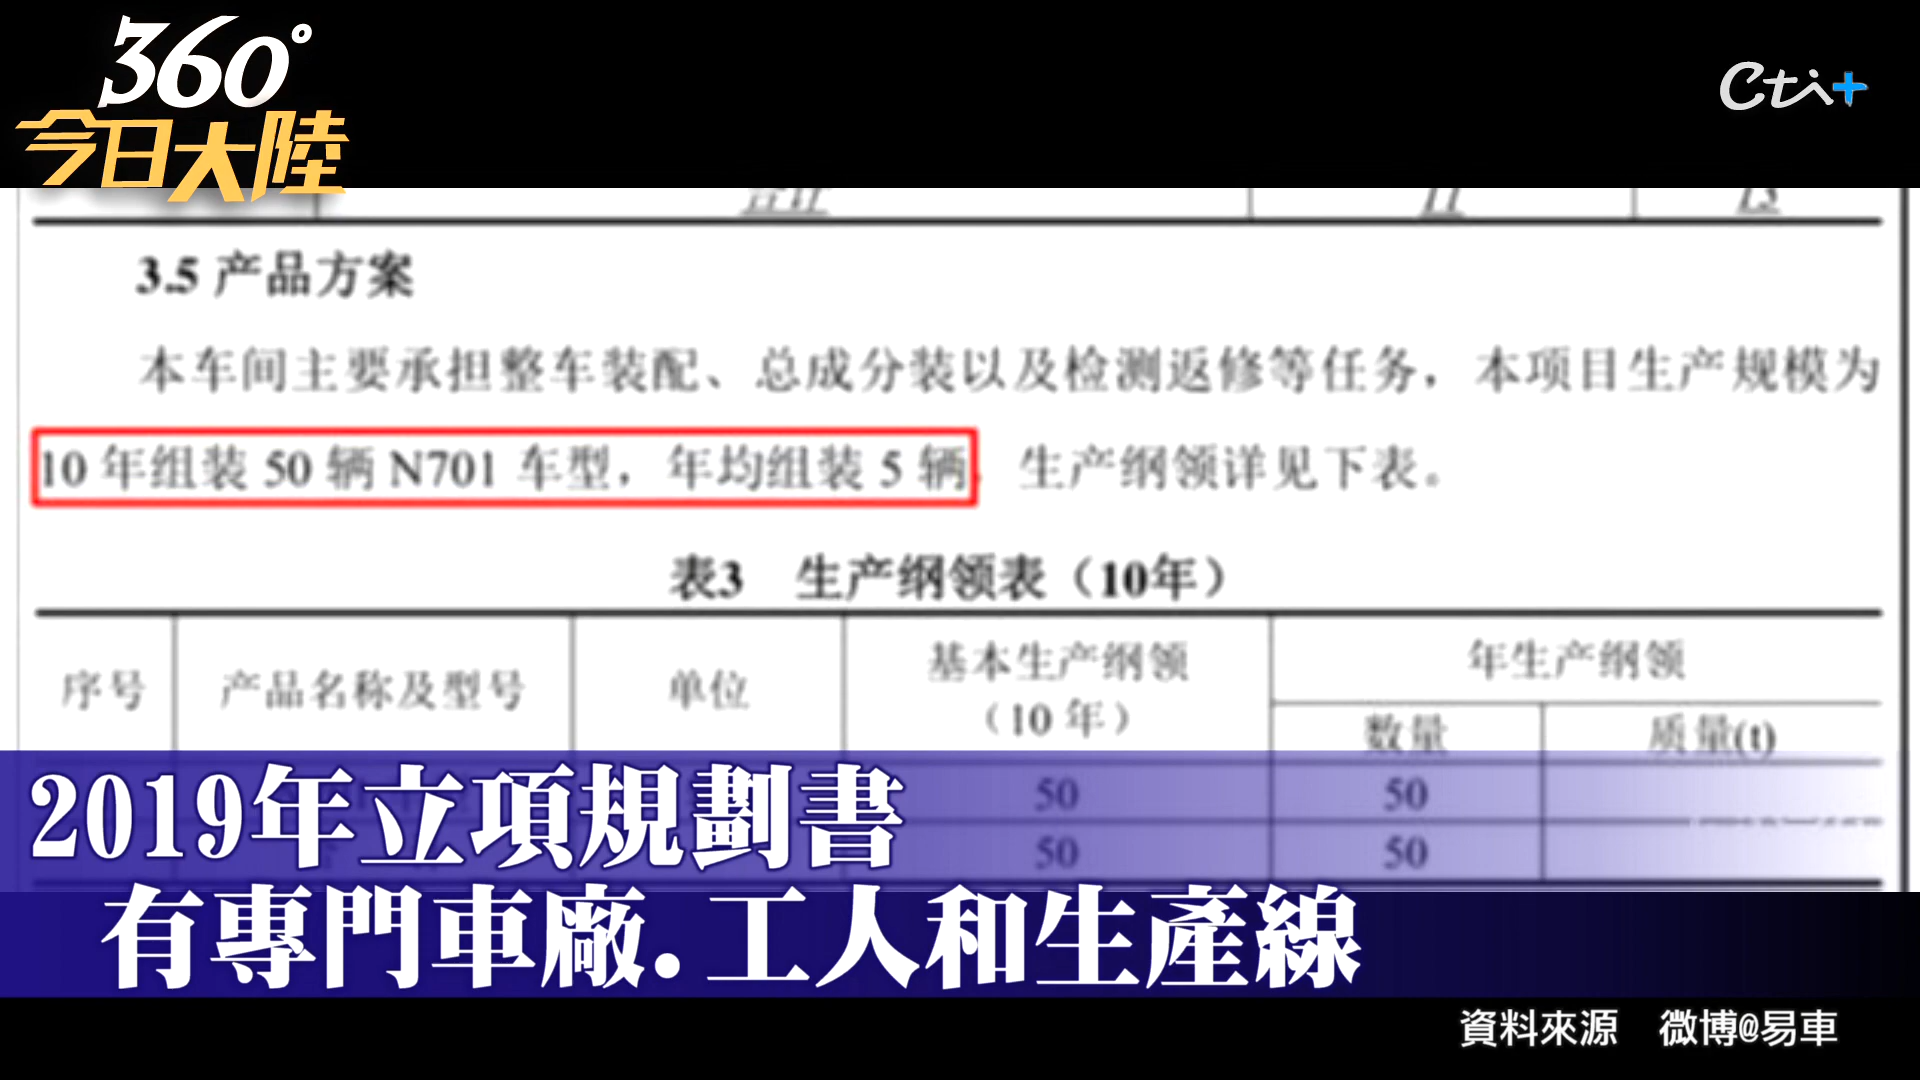 360°
今日大陸
Cti+
合计 11 13
3.5 产品方案
本车间主要承担整车装配、总成分装以及检测返修等任务，本项目生产规模为
10 年组装 50 辆 N701 车型，年均组装 5 辆 生产纲领详见下表。
表3 生产纲领表（10年）
序号 产品名称及型号 单位 基本生产纲领（10 年） 年生产纲领
数量 质量(t)
50 50
50 50
2019年立項規劃書
有專門車廠.工人和生產線
資料來源 微博@易車